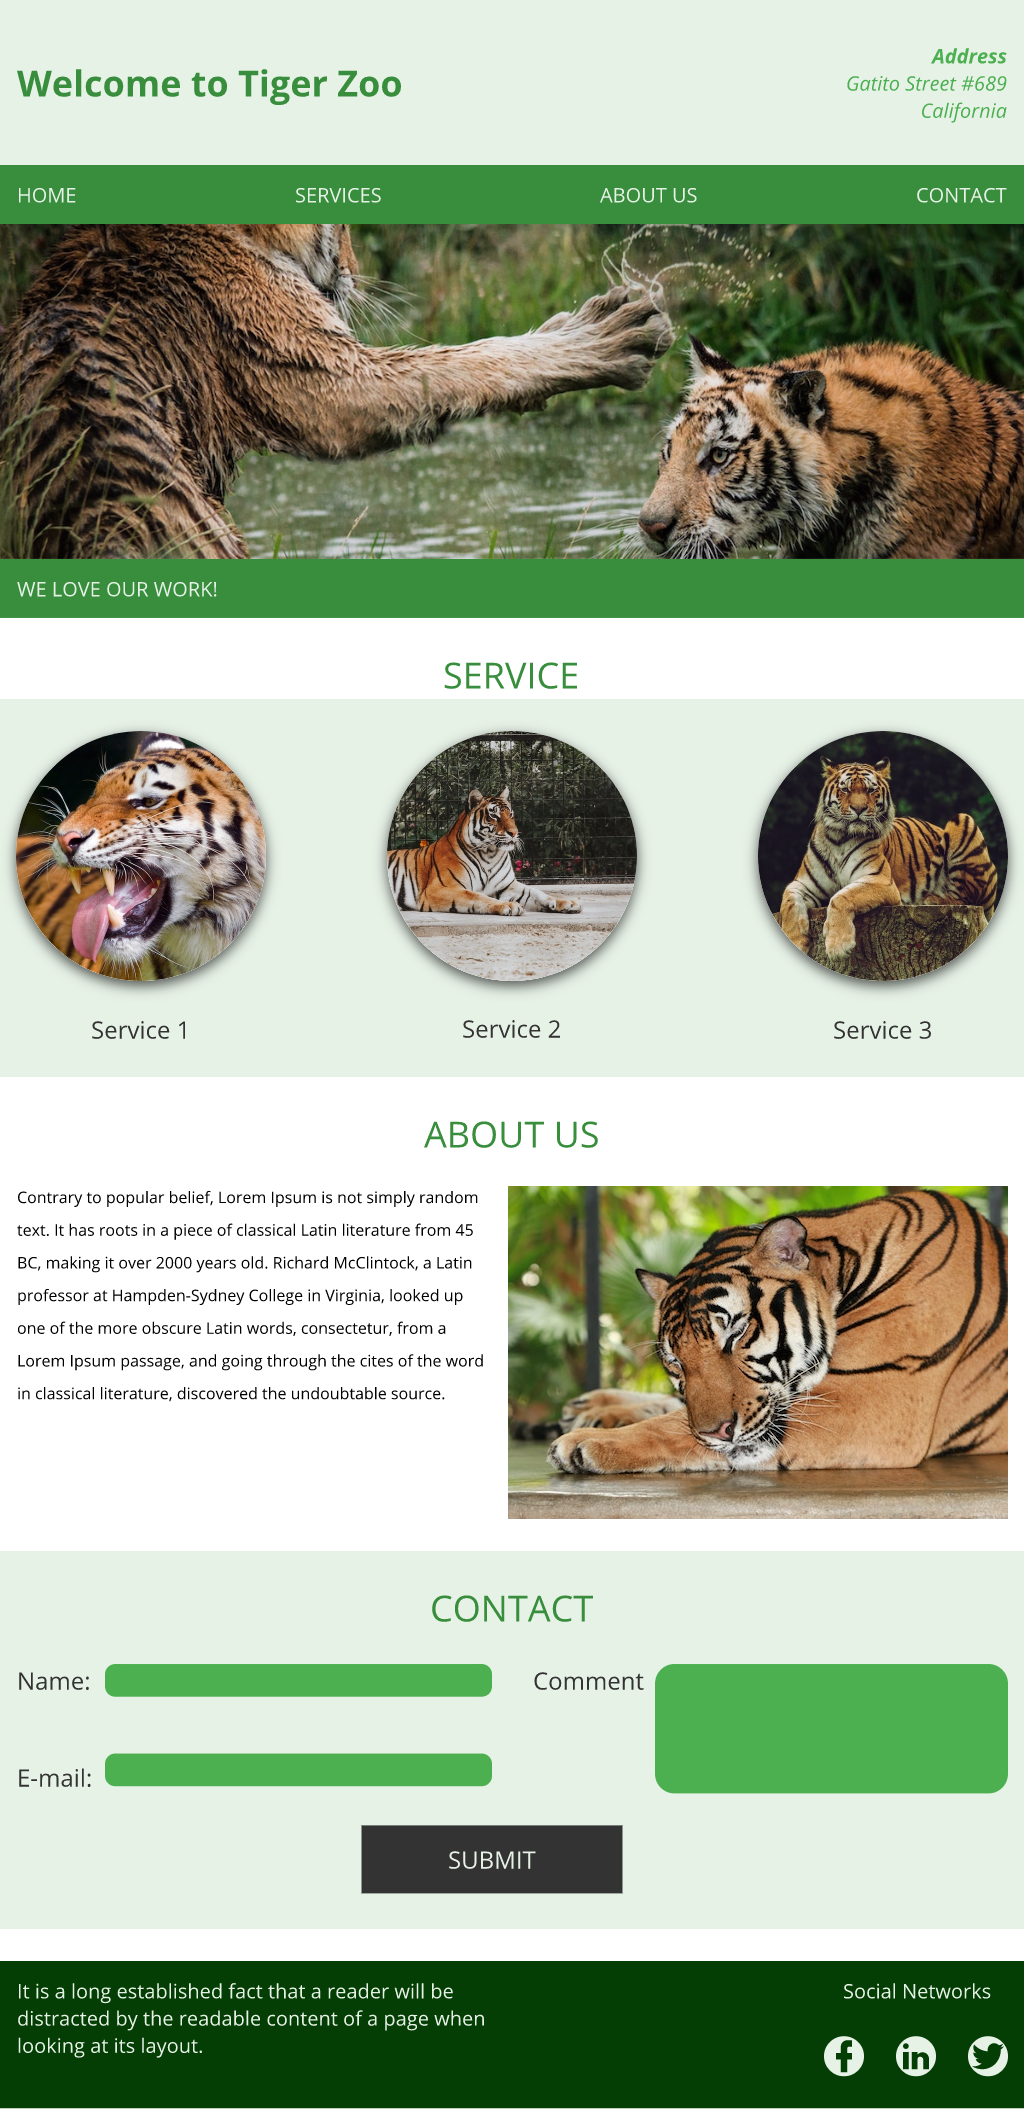 Welcome to Tiger Zoo
Address
Gatito Street #689
California
HOME
SERVICES
ABOUT US
CONTACT
WE LOVE OUR WORK!
SERVICE
Service 1
Service 2
Service 3
ABOUT US
Contrary to popular belief, Lorem Ipsum is not simply random
text. It has roots in a piece of classical Latin literature from 45
BC, making it over 2000 years old. Richard McClintock, a Latin
professor at Hampden-Sydney College in Virginia, looked up
one of the more obscure Latin words, consectetur, from a
Lorem Ipsum passage, and going through the cites of the word
in classical literature, discovered the undoubtable source.
CONTACT
Name:
Comment
E-mail:
SUBMIT
It is a long established fact that a reader will be
distracted by the readable content of a page when
looking at its layout.
Social Networks